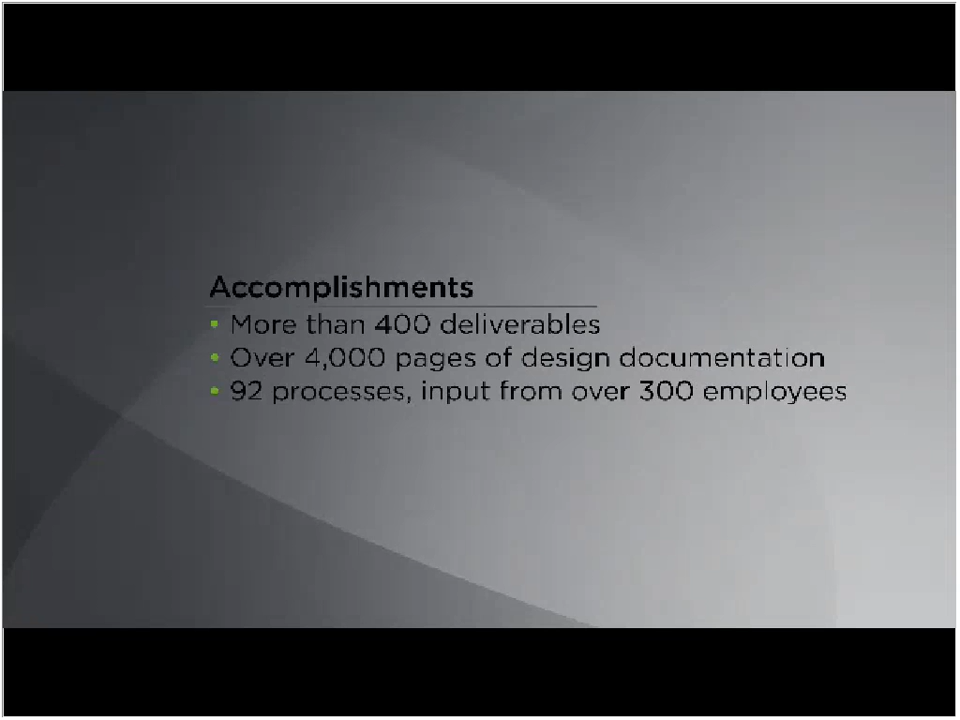 Accomplishments
• More than 400 deliverables
• Over 4,000 pages of design documentation
• 92 processes, input from over 300 employees